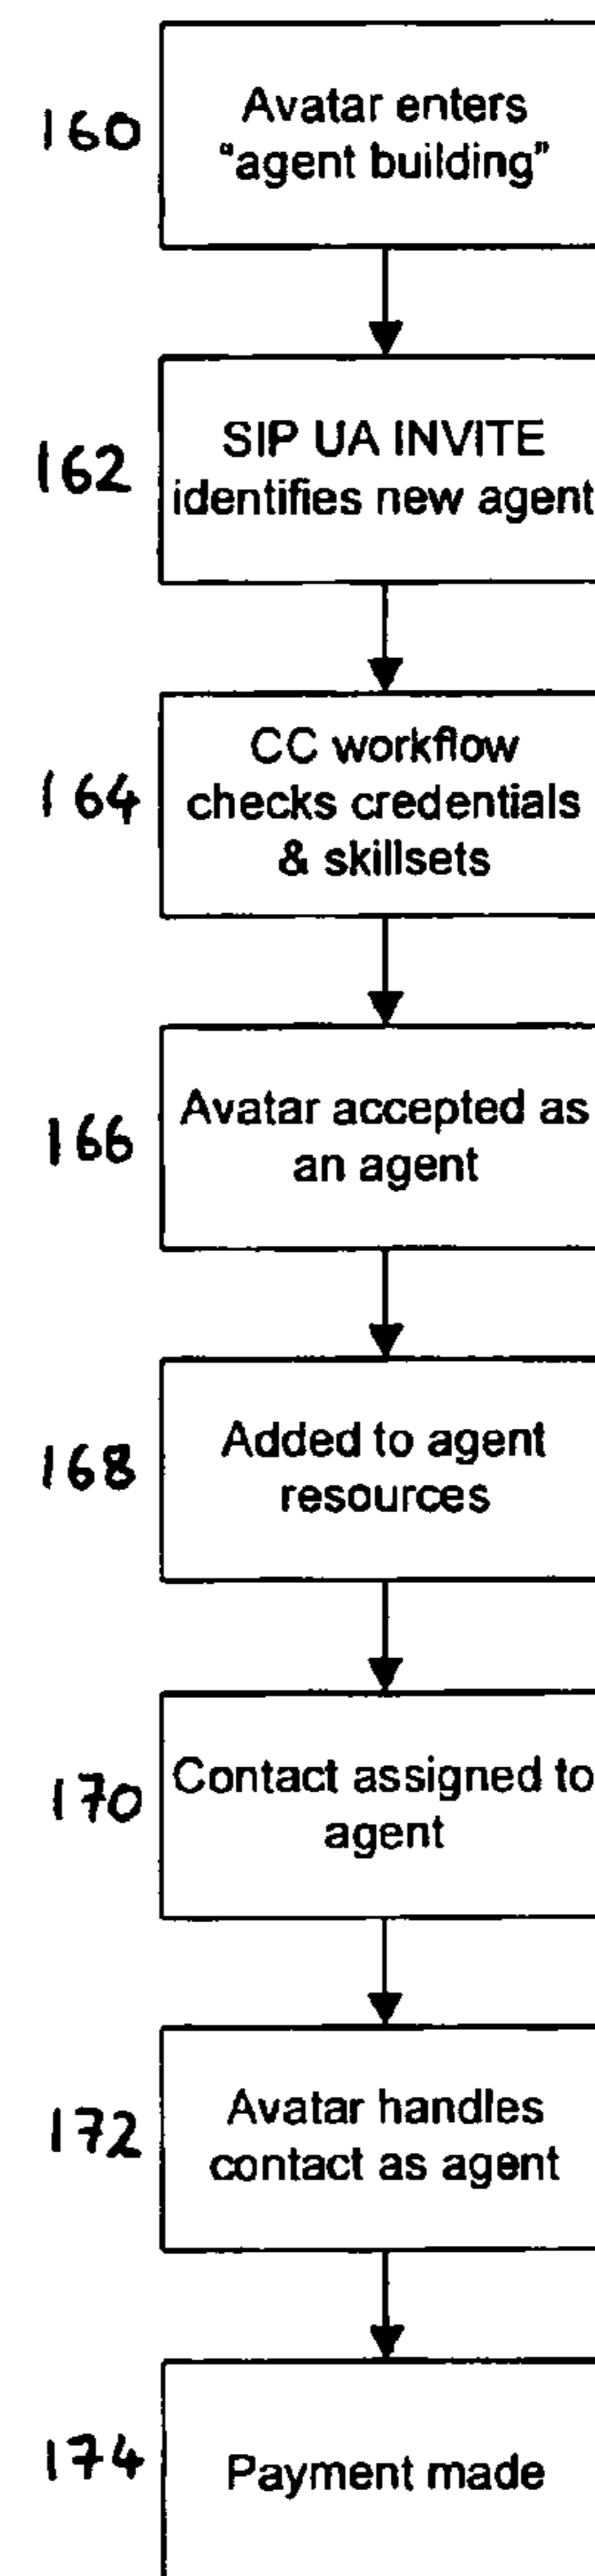 160
Avatar enters
"agent building"
162
SIP UA INVITE
identifies new agent
164
CC workflow
checks credentials
& skillsets
166
Avatar accepted as
an agent
168
Added to agent
resources
170
Contact assigned to
agent
172
Avatar handles
contact as agent
174
Payment made